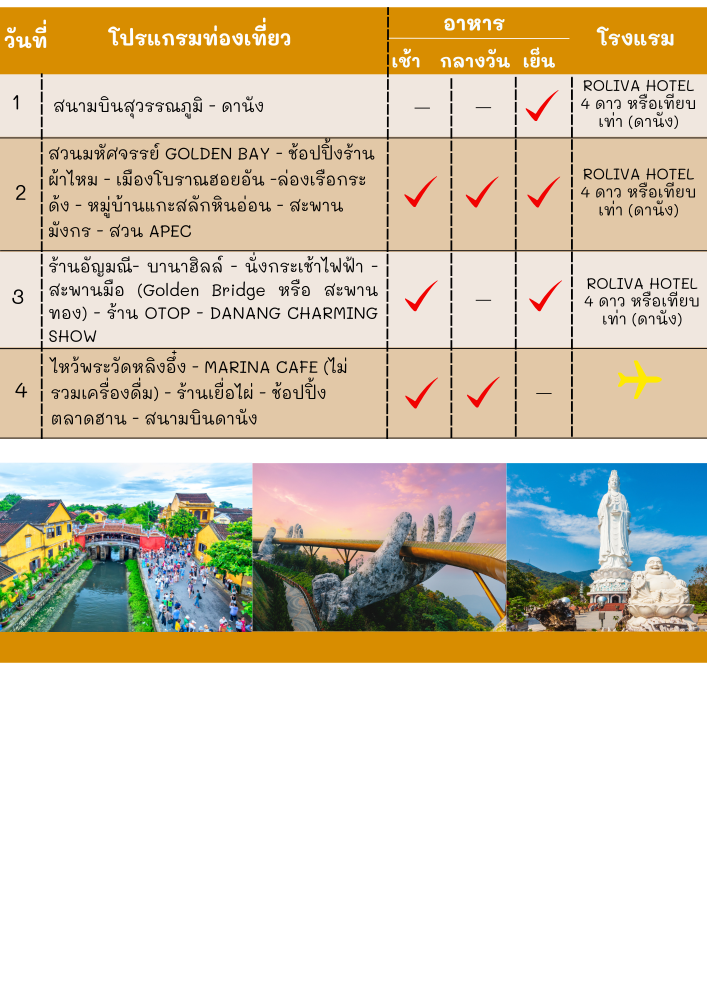 วันที่ โปรแกรมท่องเที่ยว อาหาร โรงแรม
เช้า กลางวัน เย็น
1
สนามบินสุวรรณภูมิ - ดานัง
— —
ROLIVA HOTEL
4 ดาว หรือเทียบ
เท่า (ดานัง)
2
สวนมหัศจรรย์ GOLDEN BAY - ช้อปปิ้งร้าน
ผ้าไหม - เมืองโบราณฮอยอัน -ล่องเรือกระ
ด้ง - หมู่บ้านแกะสลักหินอ่อน - สะพาน
มังกร - สวน APEC
ROLIVA HOTEL
4 ดาว หรือเทียบ
เท่า (ดานัง)
3
ร้านอัญมณี- บานาฮิลล์ - นั่งกระเช้าไฟฟ้า -
สะพานมือ (Golden Bridge หรือ สะพาน
ทอง) - ร้าน OTOP - DANANG CHARMING
SHOW
—
ROLIVA HOTEL
4 ดาว หรือเทียบ
เท่า (ดานัง)
4
ไหว้พระวัดหลิงอึ๋ง - MARINA CAFE (ไม่
รวมเครื่องดื่ม) - ร้านเยื่อไผ่ - ช้อปปิ้ง
ตลาดฮาน - สนามบินดานัง
—